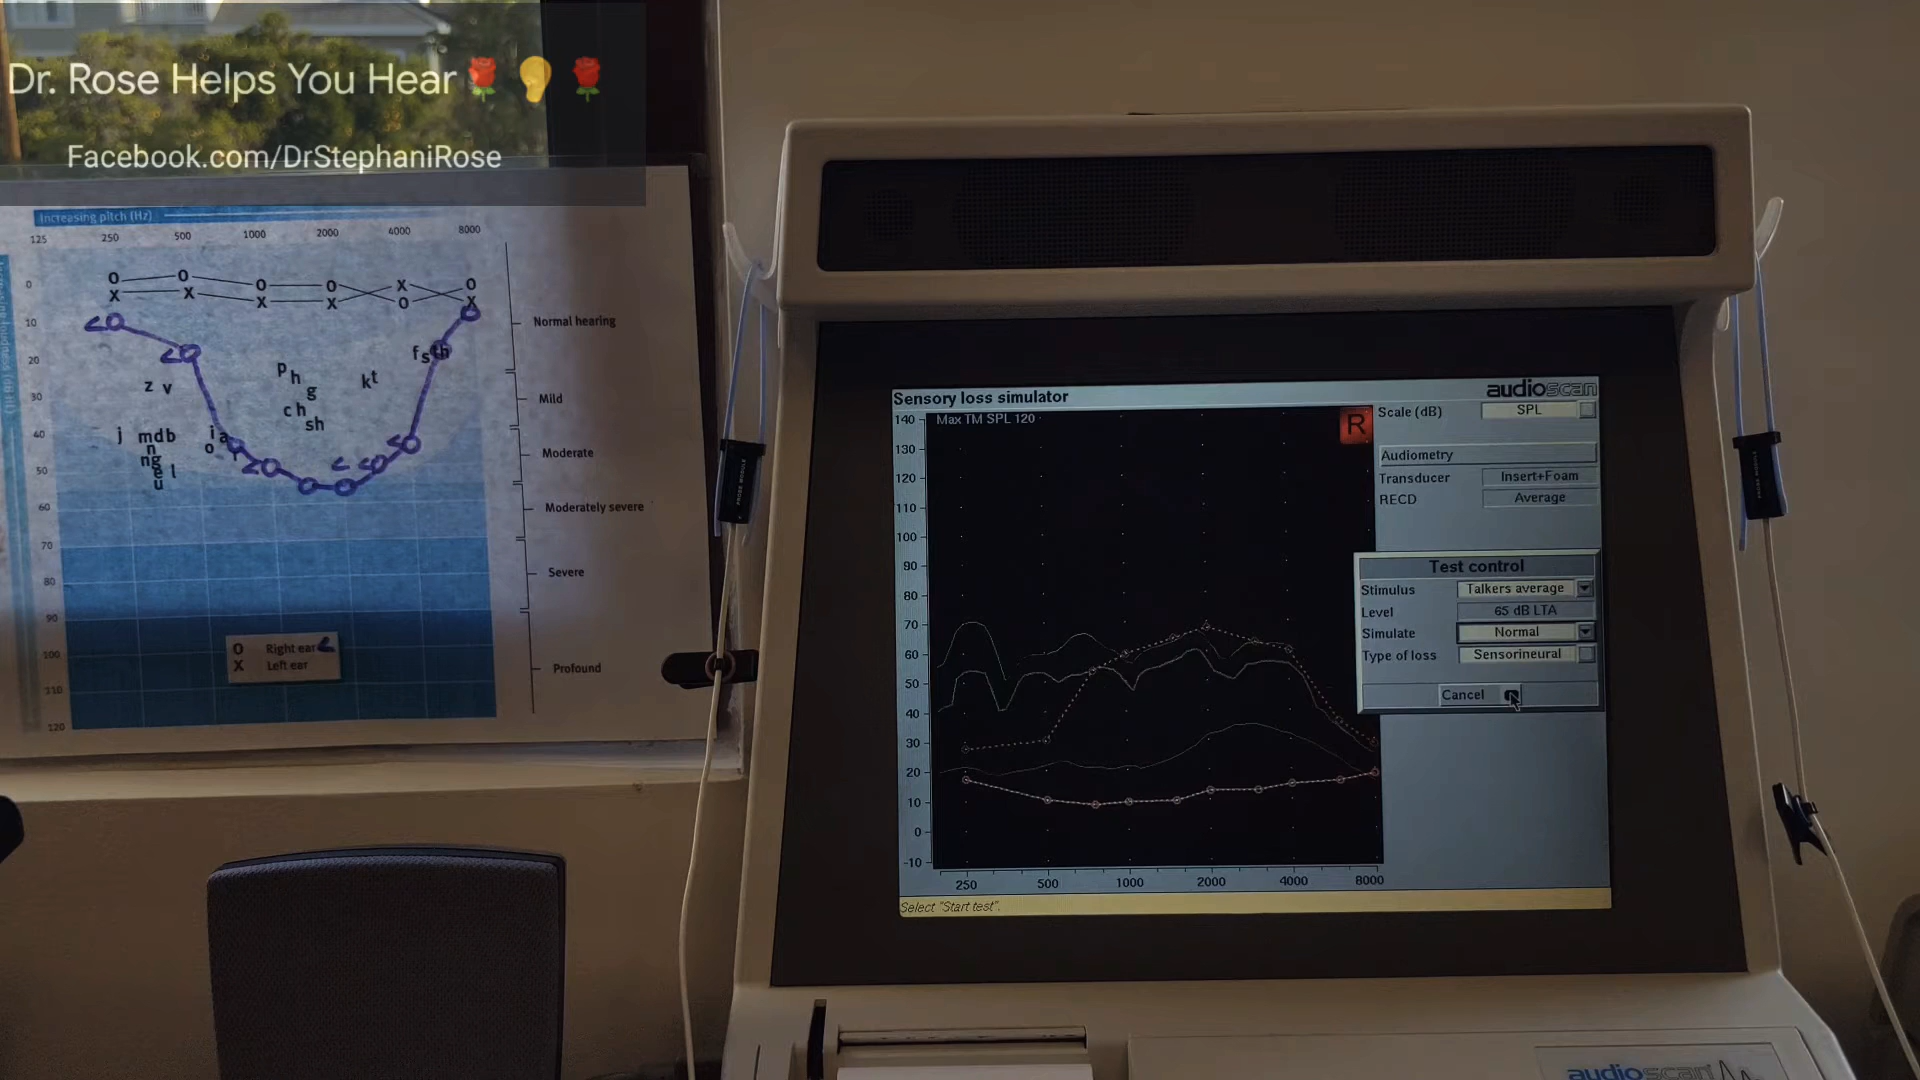 Dr. Rose Helps You Hear
Facebook.com/DrStephaniRose
Increasing pitch (Hz)
125 250 500 1000 2000 4000 8000
0
10
20
30
40
50
60
70
80
90
100
110
120
Normal hearing
Mild
Moderate
Moderately severe
Severe
Profound
z v
p h
g
k t
f s th
c h
sh
j m d b
n
ng
e l
u
i a
o r
O Right ear
X Left ear
Sensory loss simulator
audioscan
Max TM SPL 120
R
140
130
120
110
100
90
80
70
60
50
40
30
20
10
0
-10
250 500 1000 2000 4000 8000
Scale (dB) SPL
Audiometry
Transducer Insert+Foam
RECD Average
Test control
Stimulus Talkers average
Level 65 dB LTA
Simulate Normal
Type of loss Sensorineural
Cancel
Select "Start test".
PROBE MODULE
audioscan